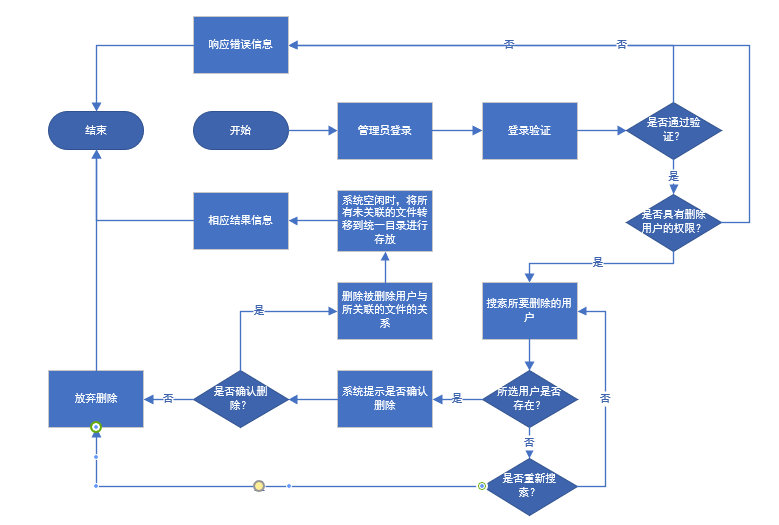 响应错误信息
否
否
结束
开始
管理员登录
登录验证
是否通过验
证?
是
相应结果信息
系统空闲时，将所
有未关联的文件转
移到统一目录进行
存放
是否具有删除
用户的权限?
是
删除被删除用户与
所关联的文件的关
系
搜索所要删除的用
户
是
放弃删除
否
是否确认删
除?
系统提示是否确认
删除
是
所选用户是否
存在?
否
否
是否重新搜
索?